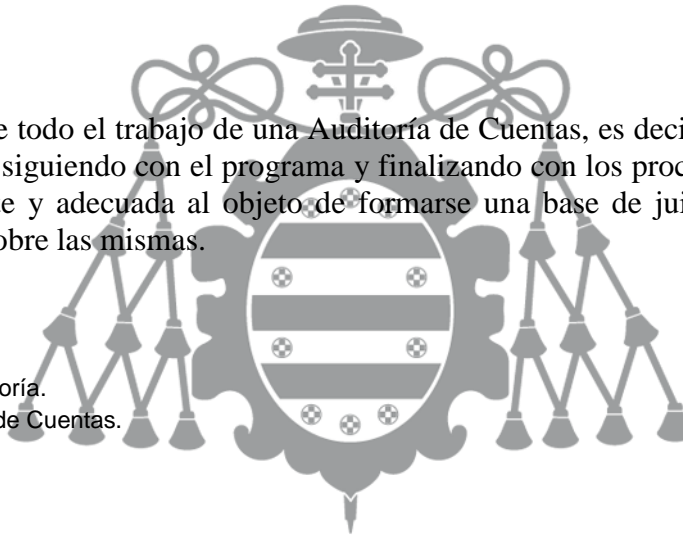 e todo el trabajo de una Auditoría de Cuentas, es deci
siguiendo con el programa y finalizando con los proc
e y adecuada al objeto de formarse una base de jui
obre las mismas.
oría.
de Cuentas.